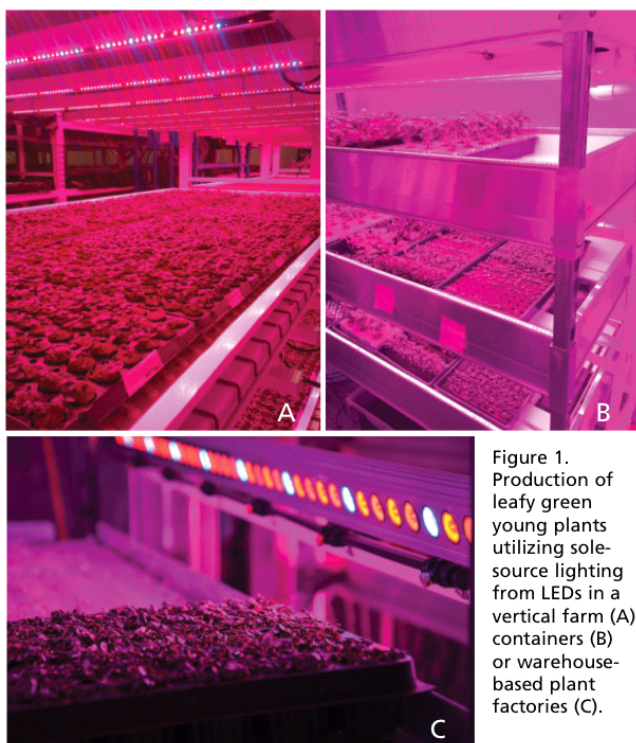 A
B
C
Figure 1.
Production of
leafy green
young plants
utilizing sole-
source lighting
from LEDs in a
vertical farm (A)
containers (B)
or warehouse-
based plant
factories (C).